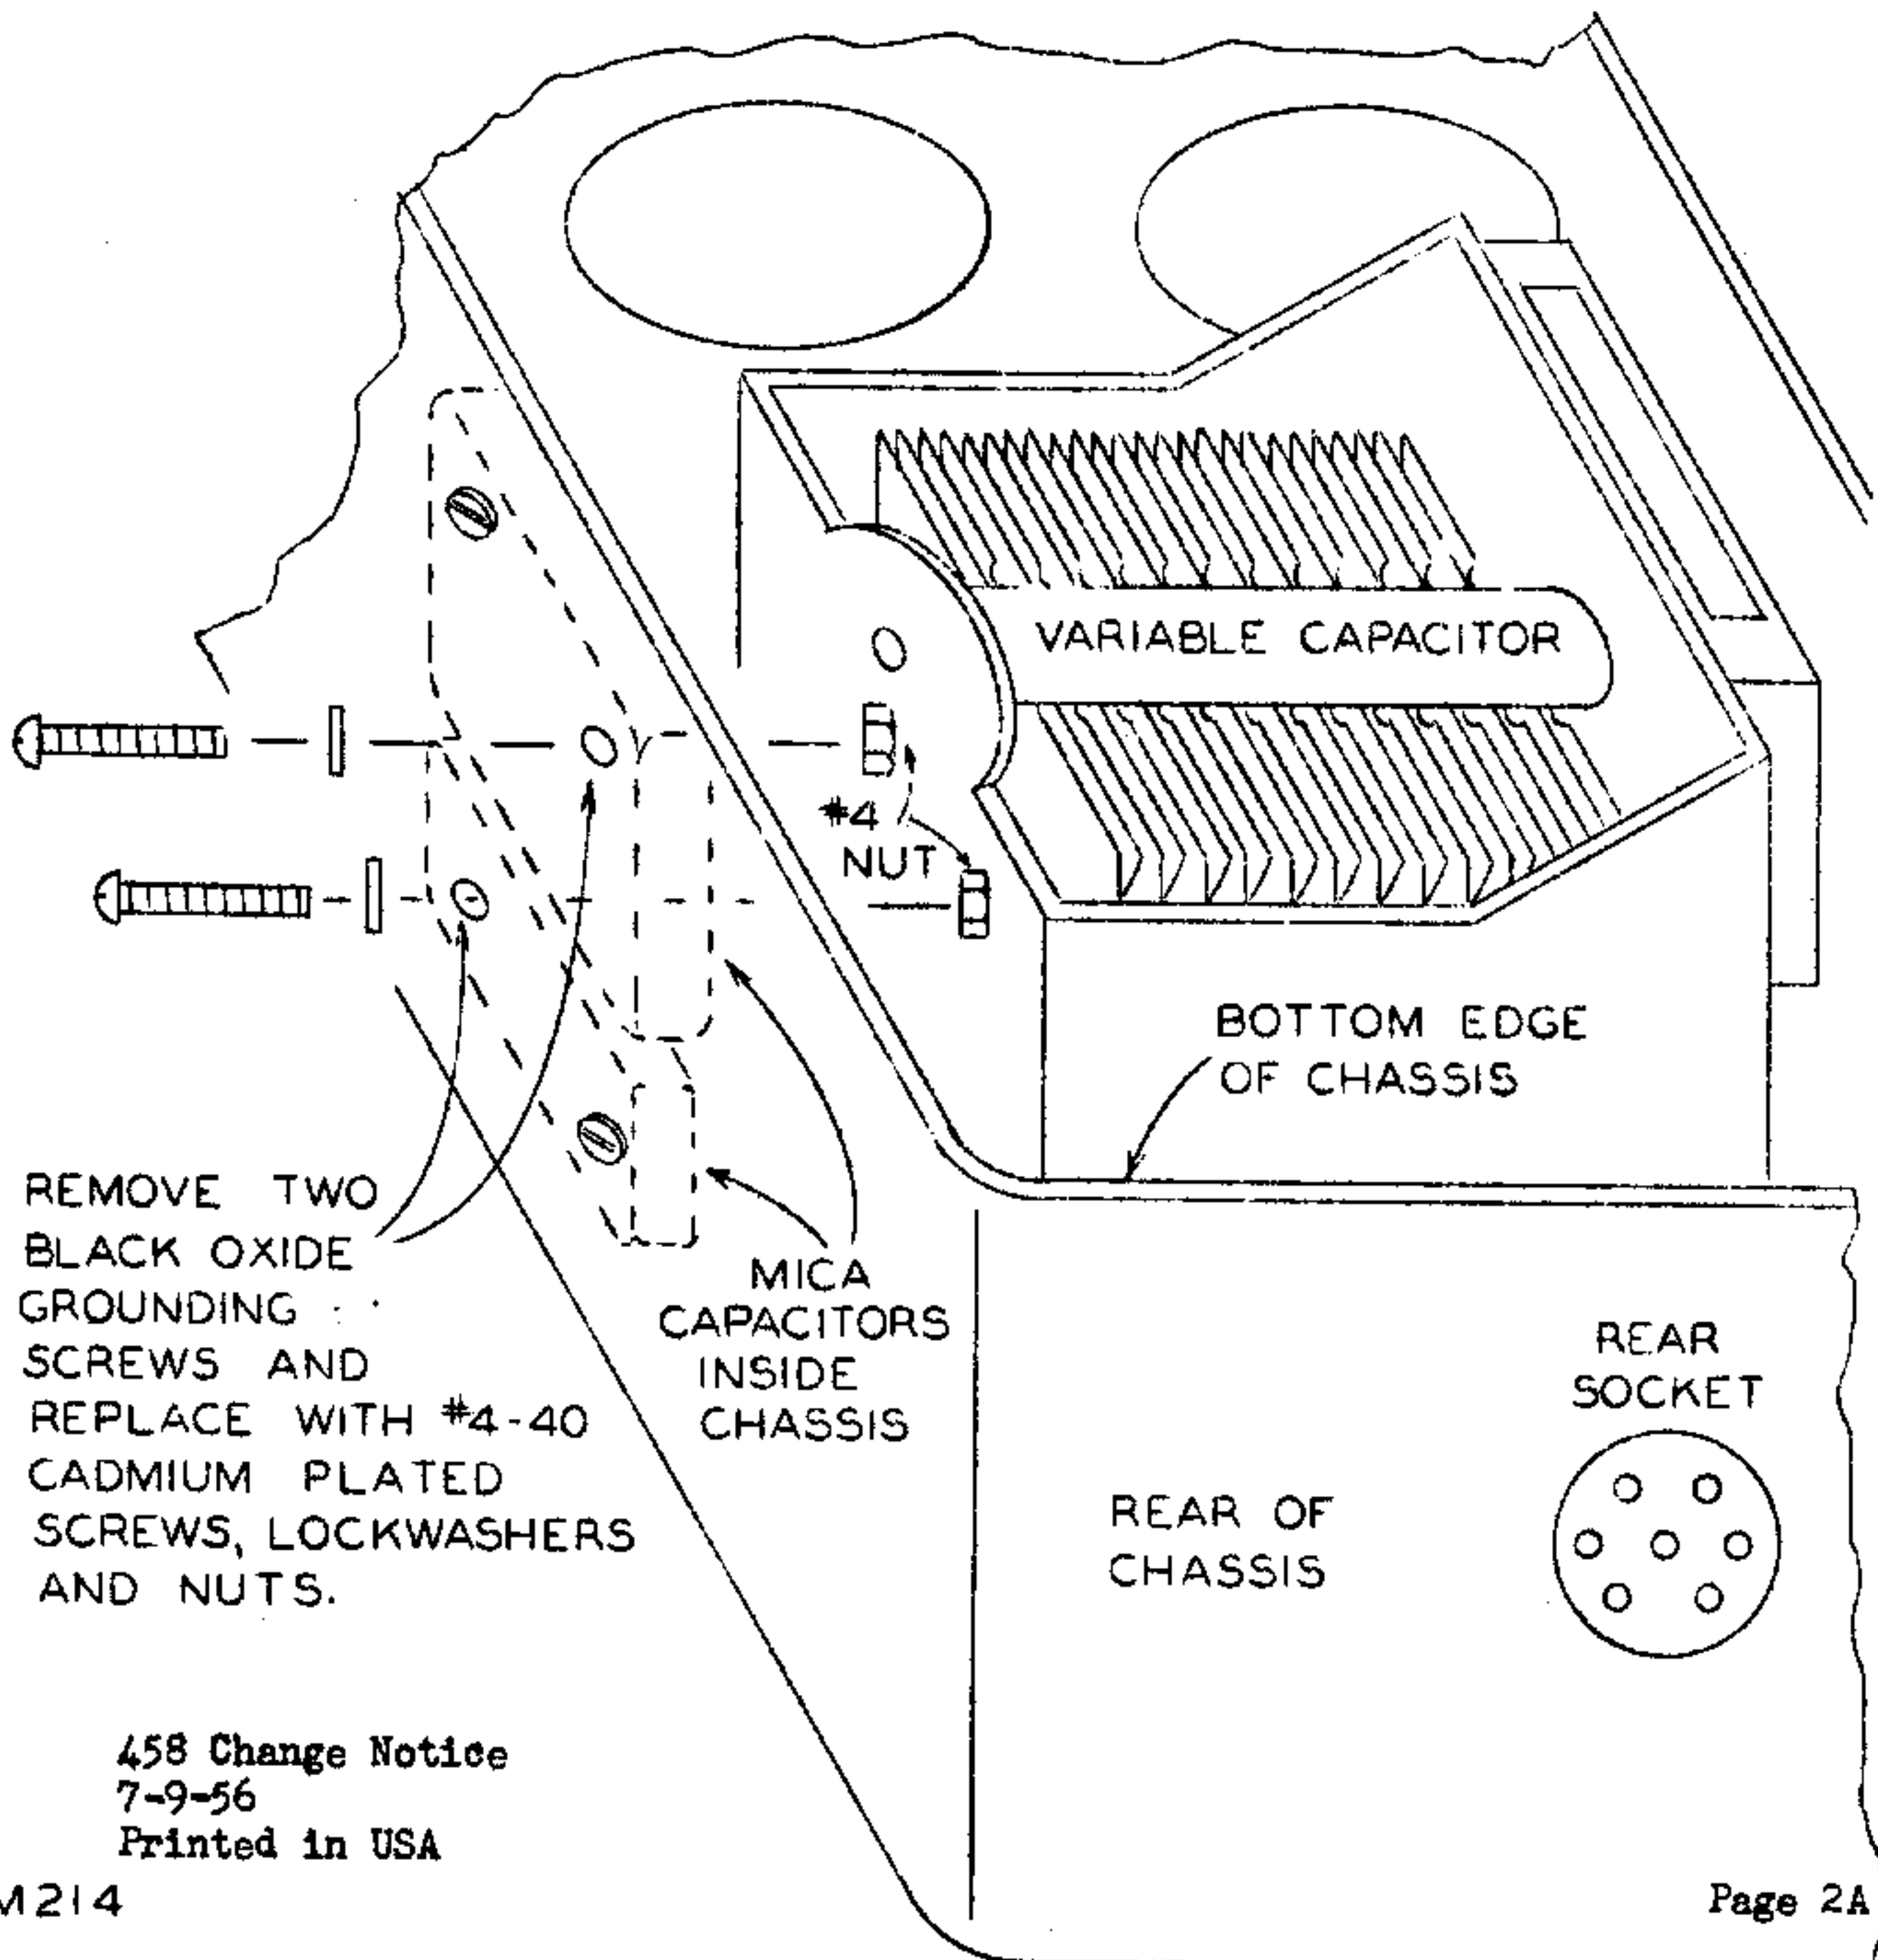 VARIABLE CAPACITOR
#4
NUT
BOTTOM EDGE
OF CHASSIS
REMOVE TWO
BLACK OXIDE
GROUNDING
SCREWS AND
REPLACE WITH #4-40
CADMIUM PLATED
SCREWS, LOCKWASHERS
AND NUTS.
MICA
CAPACITORS
INSIDE
CHASSIS
REAR OF
CHASSIS
REAR
SOCKET
458 Change Notice
7-9-56
Printed in USA
M214
Page 2A